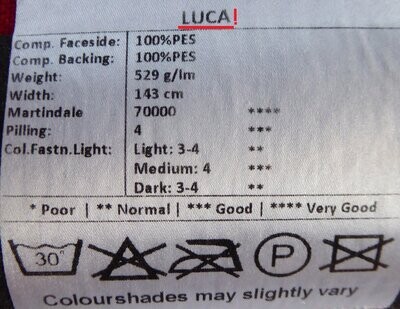 LUCA!
Comp. Faceside: 100%PES
Comp. Backing: 100%PES
Weight: 529 g/lm
Width: 143 cm
Martindale 70000 ****
Pilling: 4 ***
Col.Fastn.Light: Light: 3-4 **
Medium: 4 ***
Dark: 3-4 **
* Poor | ** Normal | *** Good | **** Very Good
30° P
Colourshades may slightly vary